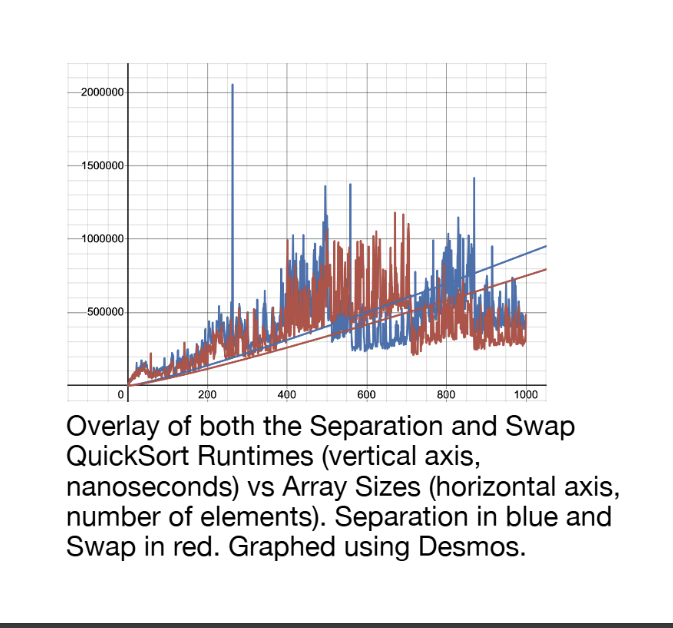 2000000
1500000
1000000
500000
0 200 400 600 800 1000
Overlay of both the Separation and Swap
QuickSort Runtimes (vertical axis,
nanoseconds) vs Array Sizes (horizontal axis,
number of elements). Separation in blue and
Swap in red. Graphed using Desmos.